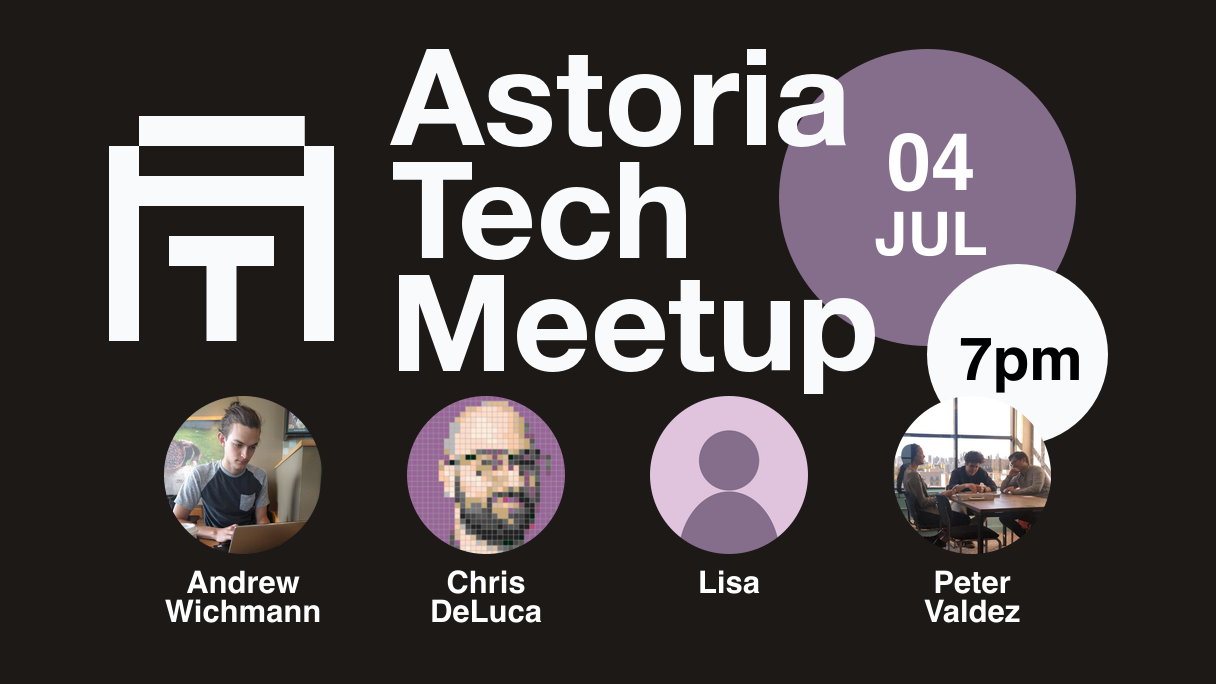 Astoria
Tech
Meetup
04
JUL
7pm
Andrew
Wichmann
Chris
DeLuca
Lisa
Peter
Valdez